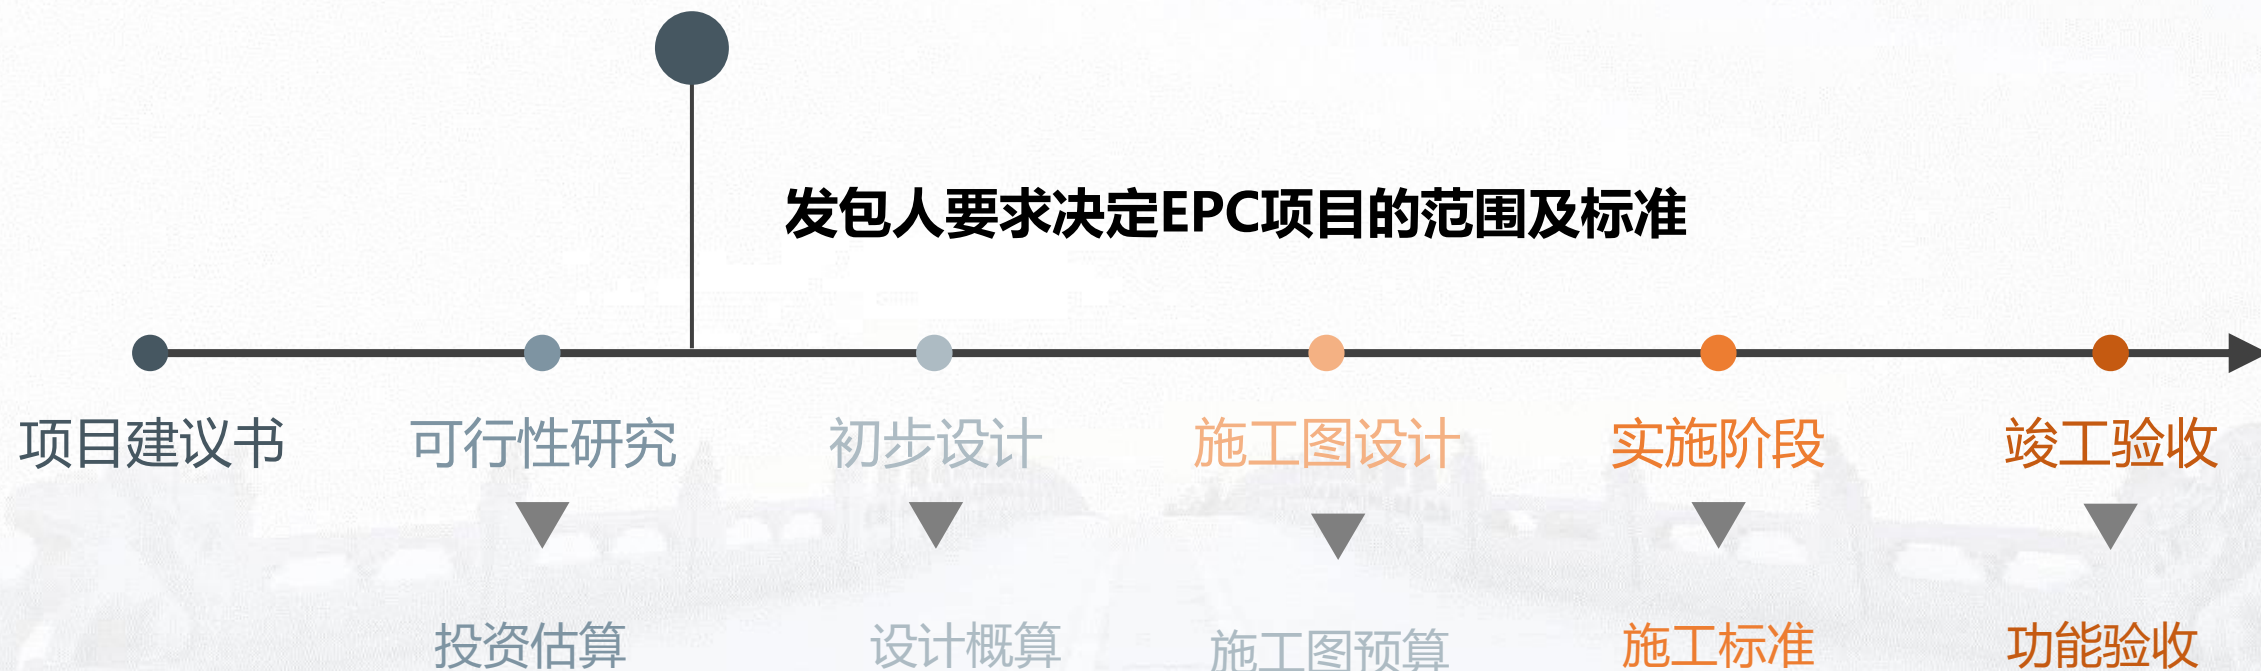 发包人要求决定EPC项目的范围及标准
项目建议书
可行性研究
初步设计
施工图设计
实施阶段
竣工验收
投资估算
设计概算
施工图预算
施工标准
功能验收